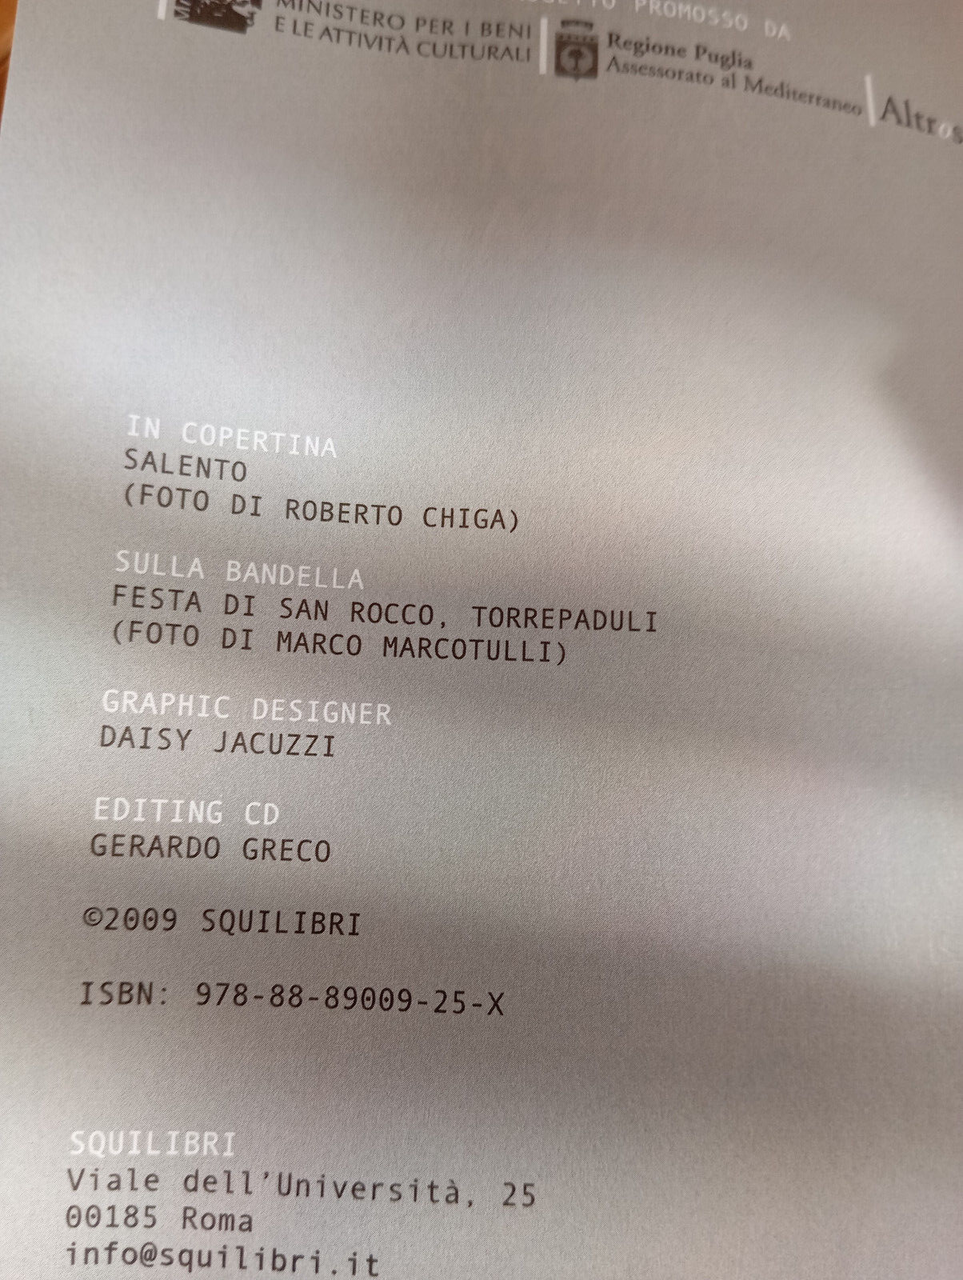 PROMOSSO DA
MINISTERO PER I BENI
E LE ATTIVITÀ CULTURALI
Regione Puglia
Assessorato al Mediterraneo
IN COPERTINA
SALENTO
(FOTO DI ROBERTO CHIGA)
SULLA BANDELLA
FESTA DI SAN ROCCO, TORREPADULI
(FOTO DI MARCO MARCOTULLI)
GRAPHIC DESIGNER
DAISY JACUZZI
EDITING CD
GERARDO GRECO
©2009 SQUILIBRI
ISBN: 978-88-89009-25-X
SQUILIBRI
Viale dell'Università, 25
00185 Roma
info@squilibri.it